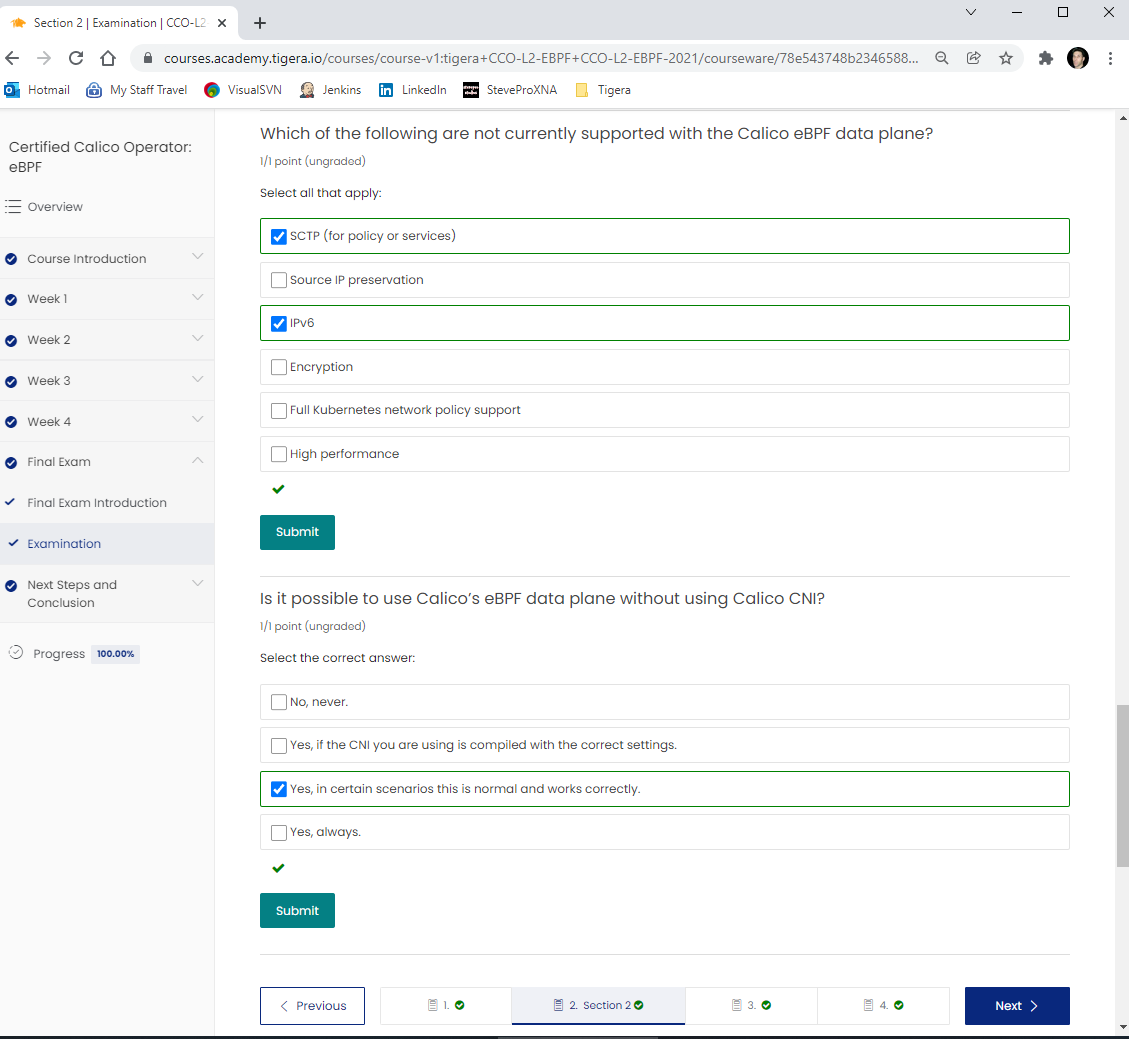 Section 2 | Examination | CCO-L2
courses.academy.tigera.io/courses/course-v1:tigera+CCO-L2-EBPF+CCO-L2-EBPF-2021/courseware/78e543748b2346588...
Hotmail My Staff Travel VisualSVN Jenkins LinkedIn SteveProXNA Tigera
Certified Calico Operator:
eBPF
Overview
Course Introduction
Week 1
Week 2
Week 3
Week 4
Final Exam
Final Exam Introduction
Examination
Next Steps and
Conclusion
Progress 100.00%
Which of the following are not currently supported with the Calico eBPF data plane?
1/1 point (ungraded)
Select all that apply:
SCTP (for policy or services)
Source IP preservation
IPv6
Encryption
Full Kubernetes network policy support
High performance
Submit
Is it possible to use Calico’s eBPF data plane without using Calico CNI?
1/1 point (ungraded)
Select the correct answer:
No, never.
Yes, if the CNI you are using is compiled with the correct settings.
Yes, in certain scenarios this is normal and works correctly.
Yes, always.
Submit
Previous 1. 2. Section 2 3. 4. Next